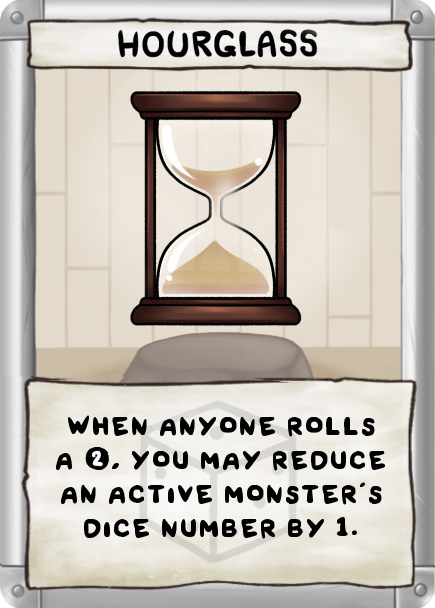 HOURGLASS
WHEN ANYONE ROLLS
A ❷, YOU MAY REDUCE
AN ACTIVE MONSTER'S
DICE NUMBER BY 1.